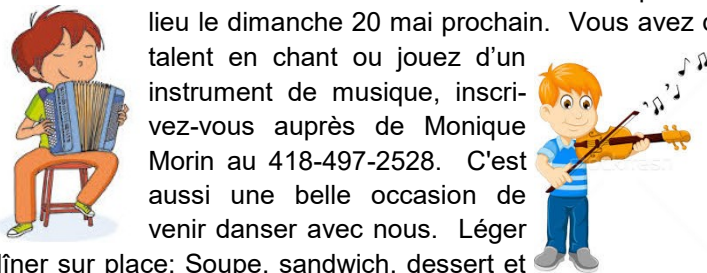 lieu le dimanche 20 mai prochain. Vous avez
talent en chant ou jouez d'un
instrument de musique, inscri-
vez-vous auprès de Monique
Morin au 418-497-2528. C'est
aussi une belle occasion de
venir danser avec nous. Léger
sur place: Soupe, sandwich, dessert et